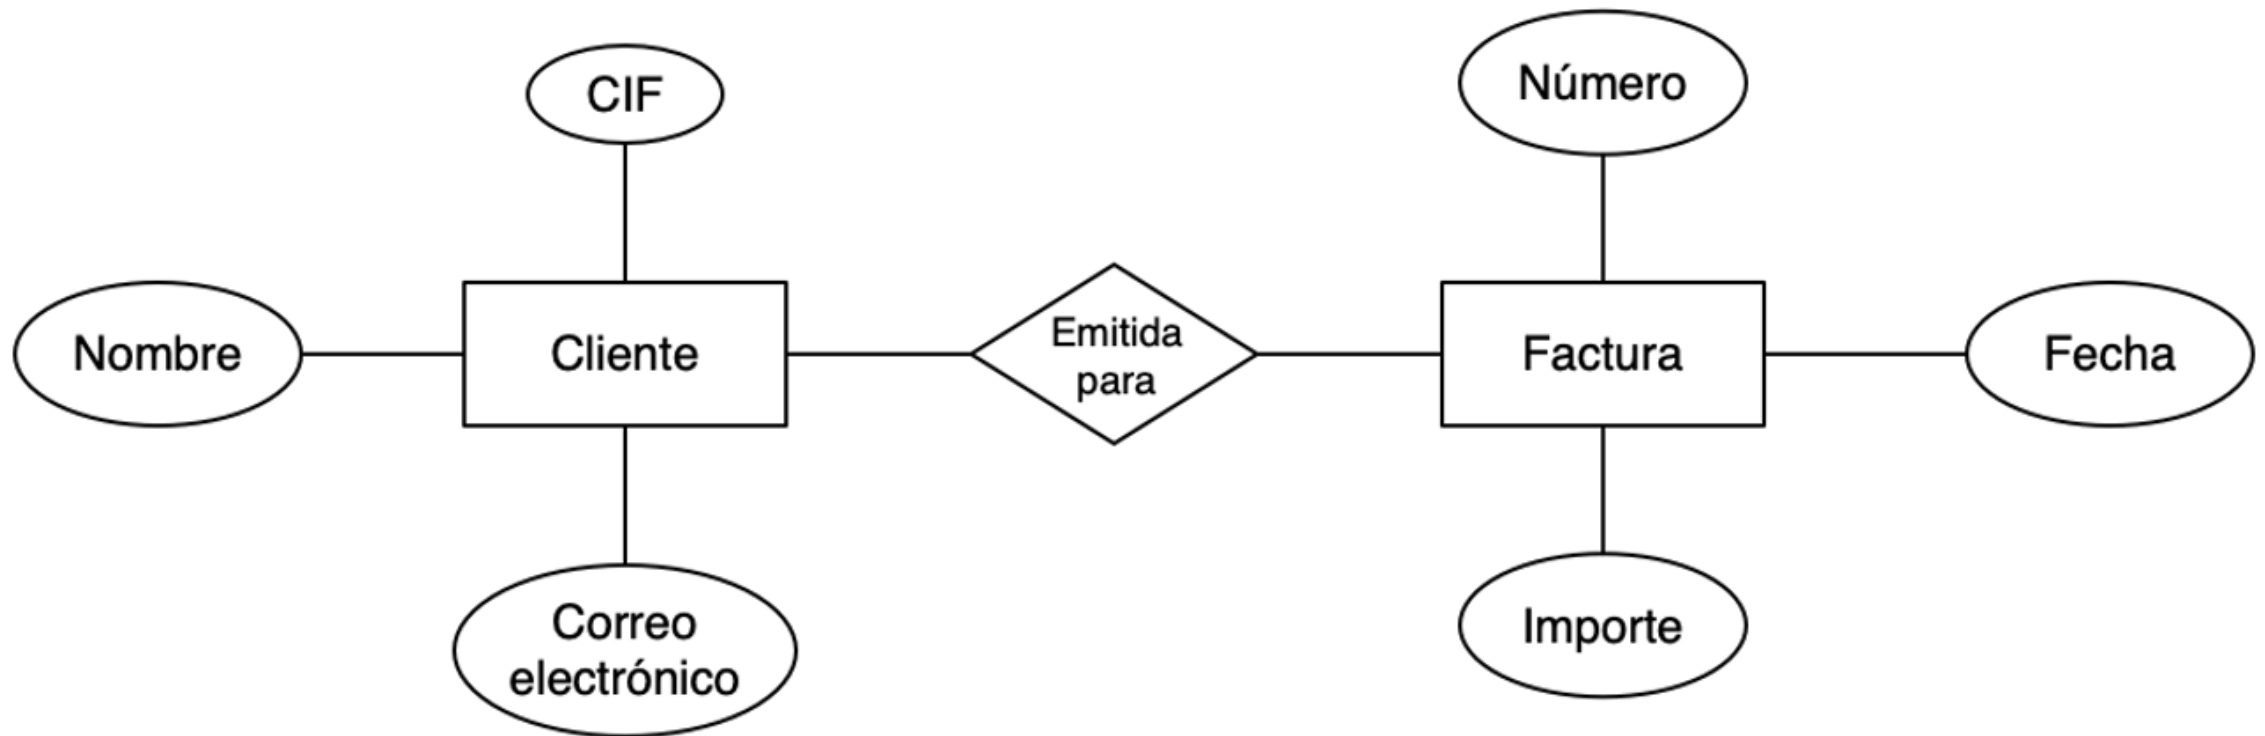 CIF
Número
Nombre
Cliente
Emitida
para
Factura
Fecha
Correo
electrónico
Importe